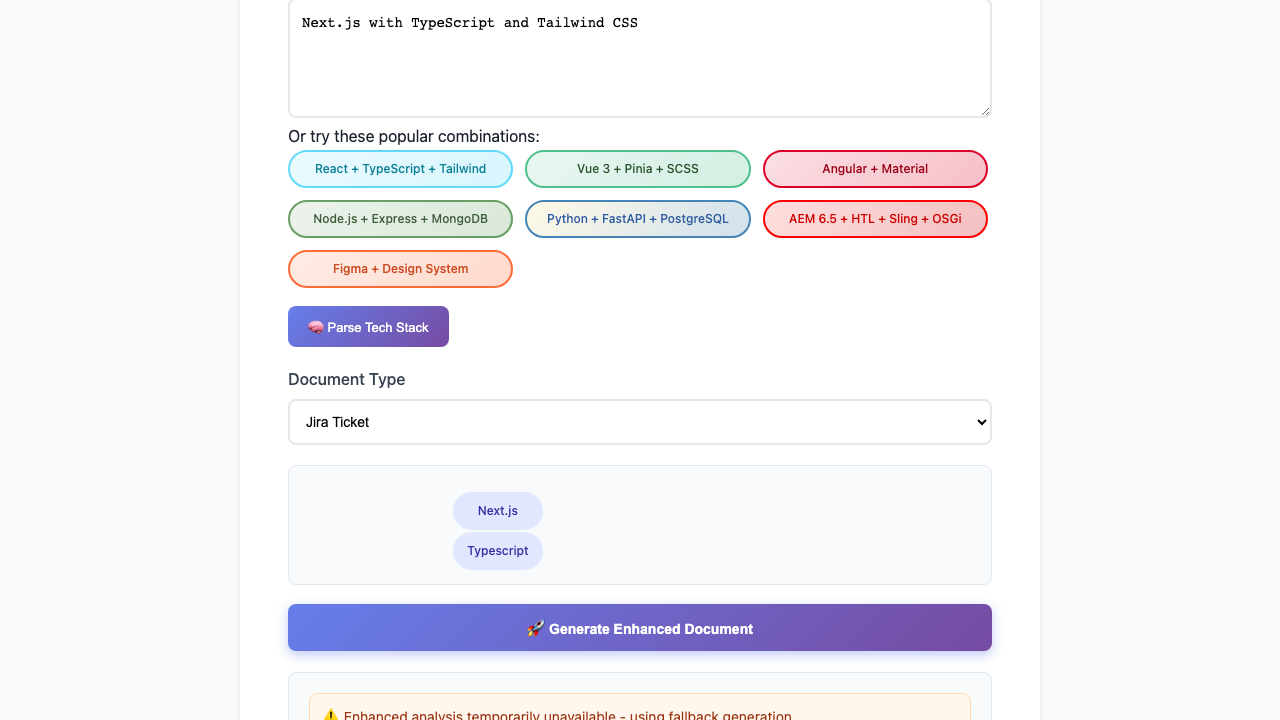 Next.js with TypeScript and Tailwind CSS
Or try these popular combinations:
React + TypeScript + Tailwind
Vue 3 + Pinia + SCSS
Angular + Material
Node.js + Express + MongoDB
Python + FastAPI + PostgreSQL
AEM 6.5 + HTL + Sling + OSGi
Figma + Design System
🧠 Parse Tech Stack
Document Type
Jira Ticket
Next.js
Typescript
🚀 Generate Enhanced Document
⚠️ Enhanced analysis temporarily unavailable - using fallback generation